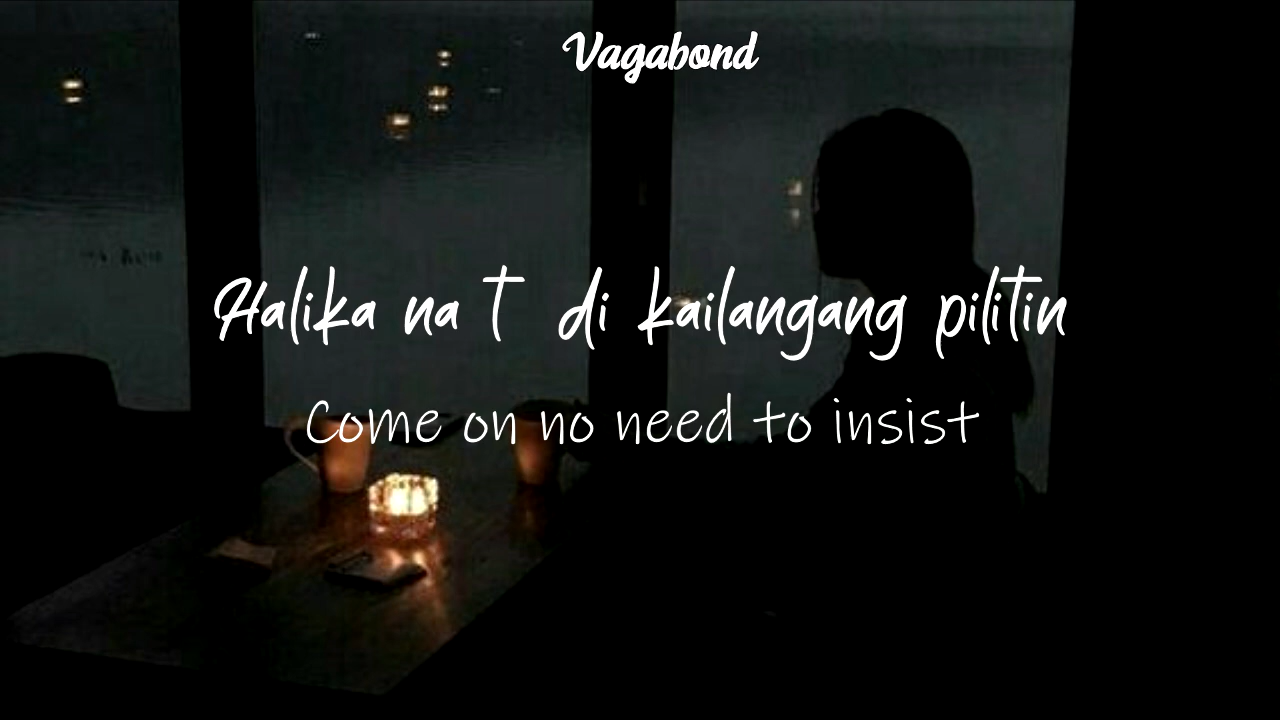 Vagabond
Halika na T di kailangang pilitin
Come on no need to insist